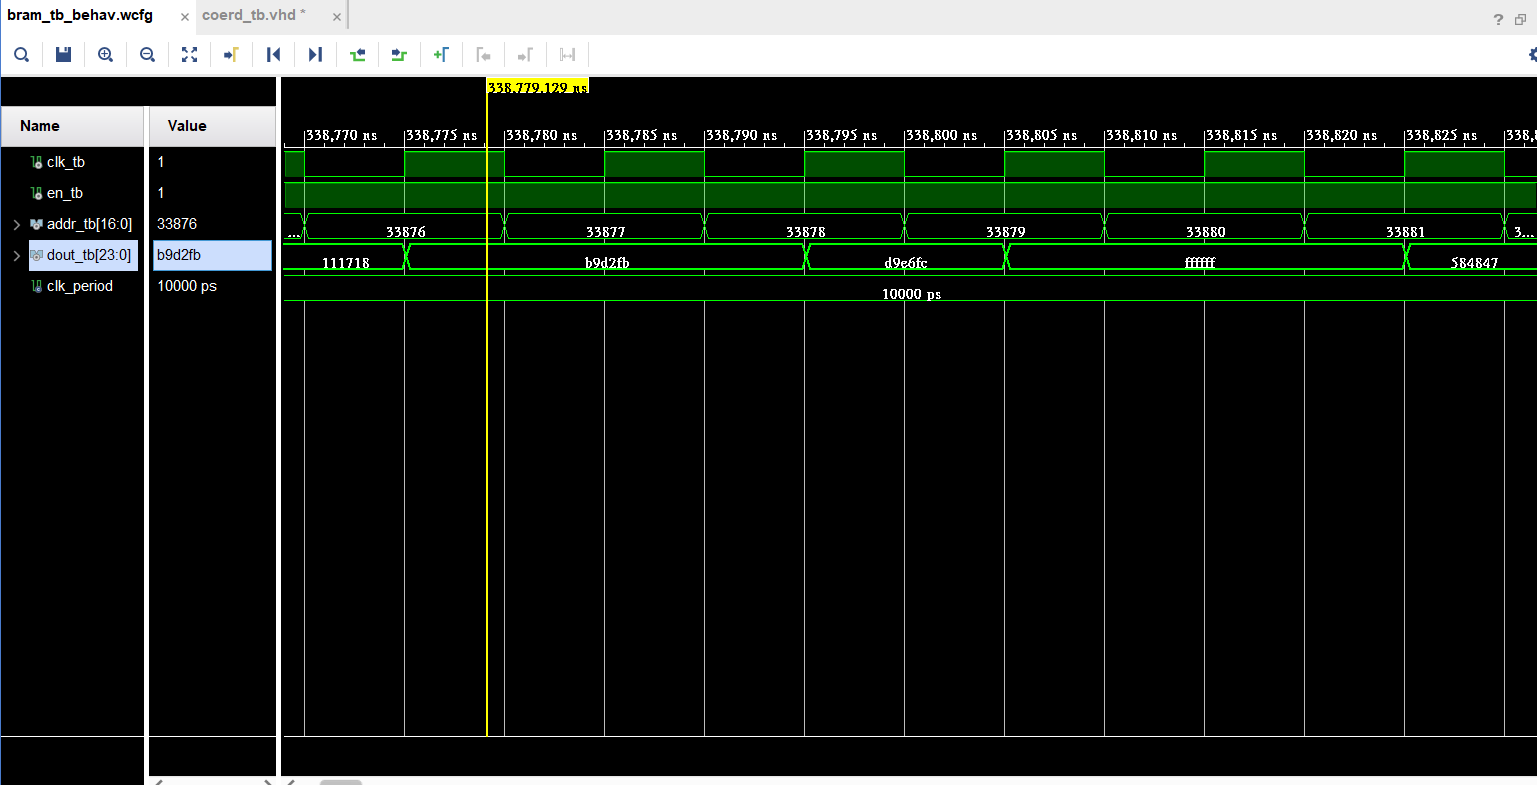 bram_tb_behav.wcfg × coerd_tb.vhd * ×
?
338,779.129 ns
Name Value
338,770 ns 338,775 ns 338,780 ns 338,785 ns 338,790 ns 338,795 ns 338,800 ns 338,805 ns 338,810 ns 338,815 ns 338,820 ns 338,825 ns
clk_tb 1
en_tb 1
addr_tb[16:0] 33876 ... 33876 33877 33878 33879 33880 33881 3...
dout_tb[23:0] b9d2fb 111718 b9d2fb d9e6fc ffffff 584847
clk_period 10000 ps 10000 ps